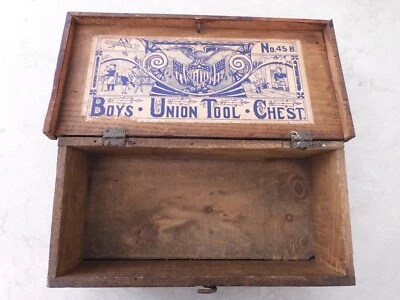 No. 45 B
BOYS · UNION TOOL · CHEST